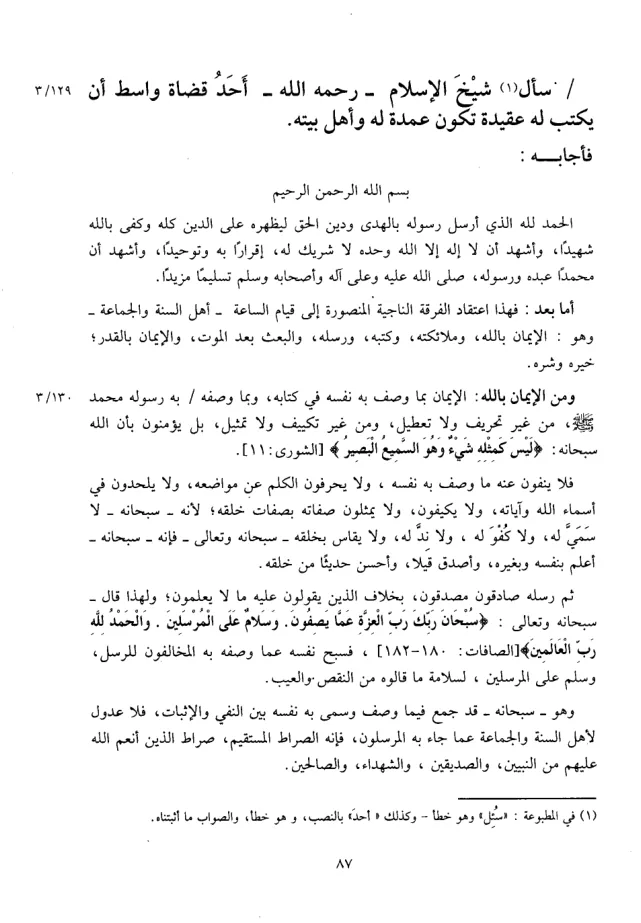 / سأل(١) شَيْخَ الإسلام ـ رحمه الله ـ أَحَدُ قضاة واسط أن ٣/١٢٩
يكتب له عقيدة تكون عمدة له وأهل بيته.
فأجابـــه :
بسم الله الرحمن الرحيم
الحمد لله الذي أرسل رسوله بالهدى ودين الحق ليظهره على الدين كله وكفى بالله
شهيدًا، وأشهد أن لا إله إلا الله وحده لا شريك له، إقرارًا به وتوحيدًا، وأشهد أن
محمدًا عبده ورسوله، صلى الله عليه وعلى آله وأصحابه وسلم تسليمًا مزيدًا.
أما بعد : فهذا اعتقاد الفرقة الناجية المنصورة إلى قيام الساعة ـ أهل السنة والجماعة ـ
وهو : الإيمان بالله، وملائكته، وكتبه، ورسله، والبعث بعد الموت، والإيمان بالقدر؛
خيره وشره.
ومن الإيمان بالله: الإيمان بما وصف به نفسه في كتابه، وبما وصفه / به رسوله محمد ٣/١٣٠
ﷺ، من غير تحريف ولا تعطيل، ومن غير تكييف ولا تمثيل، بل يؤمنون بأن الله
سبحانه: ﴿لَيْسَ كَمِثْلِهِ شَيْءٌ وَهُوَ السَّمِيعُ الْبَصِيرُ﴾ [الشورى:١١].
فلا ينفون عنه ما وصف به نفسه ، ولا يحرفون الكلم عن مواضعه، ولا يلحدون في
أسماء الله وآياته، ولا يكيفون، ولا يمثلون صفاته بصفات خلقه؛ لأنه ـ سبحانه ـ لا
سَمِيَّ له، ولا كُفْوَ له ، ولا نِدَّ له، ولا يقاس بخلقه ـ سبحانه وتعالى ـ فإنه ـ سبحانه ـ
أعلم بنفسه وبغيره، وأصدق قيلا، وأحسن حديثًا من خلقه.
ثم رسله صادقون مصدقون، بخلاف الذين يقولون عليه ما لا يعلمون؛ ولهذا قال ـ
سبحانه وتعالى : ﴿سُبْحَانَ رَبِّكَ رَبِّ الْعِزَّةِ عَمَّا يَصِفُونَ. وَسَلامٌ عَلَى الْمُرْسَلِينَ . وَالْحَمْدُ لِلَّهِ
رَبِّ الْعَالَمِينَ﴾[الصافات: ١٨٠-١٨٢] ، فسبح نفسه عما وصفه به المخالفون للرسل،
وسلم على المرسلين ، لسلامة ما قالوه من النقص والعيب.
وهو ـ سبحانه ـ قد جمع فيما وصف وسمى به نفسه بين النفي والإثبات، فلا عدول
لأهل السنة والجماعة عما جاء به المرسلون، فإنه الصراط المستقيم، صراط الذين أنعم الله
عليهم من النبيين، والصديقين ، والشهداء، والصالحين.
(١) في المطبوعة : «سُئِل» وهو خطأ - وكذلك «أحدَ» بالنصب، و هو خطأ، والصواب ما أثبتناه.
٨٧